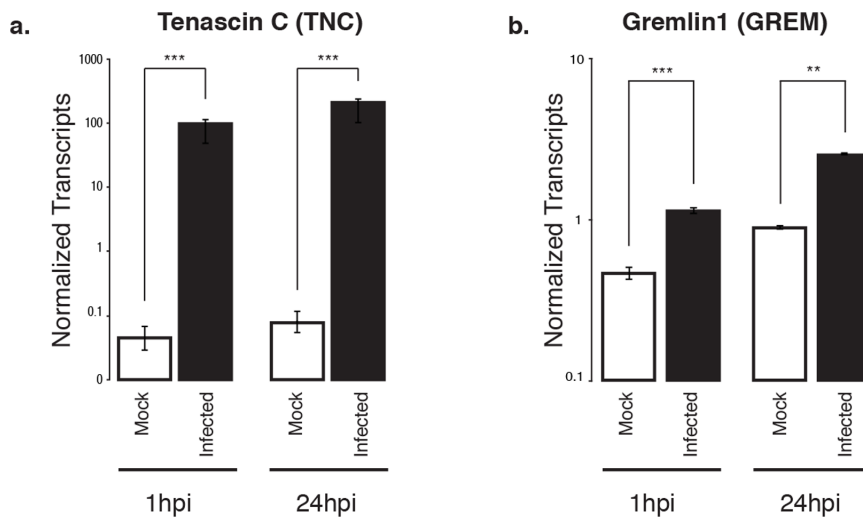 a.
Tenascin C (TNC)
Normalized Transcripts
1000
100
10
1
0.1
0
***
***
Mock
Infected
Mock
Infected
1hpi
24hpi
b.
Gremlin1 (GREM)
Normalized Transcripts
10
1
0.1
***
**
Mock
Infected
Mock
Infected
1hpi
24hpi